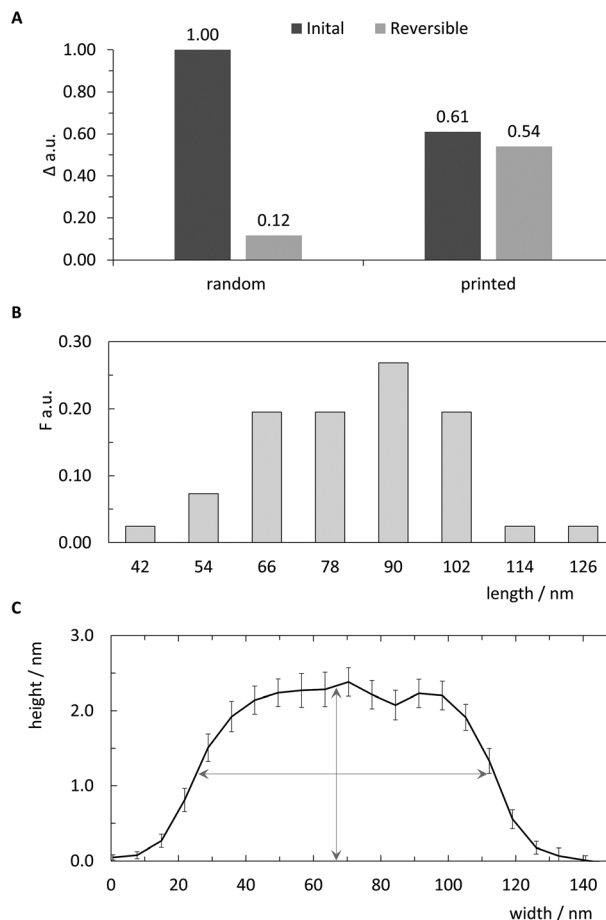 A
Inital Reversible
1.00
1.00
0.80
0.60
0.40
0.20
0.00
Δ a.u.
0.12
0.61
0.54
random printed
B
0.30
0.20
0.10
0.00
F a.u.
42 54 66 78 90 102 114 126
length / nm
C
3.0
2.0
1.0
0.0
height / nm
0 20 40 60 80 100 120 140
width / nm